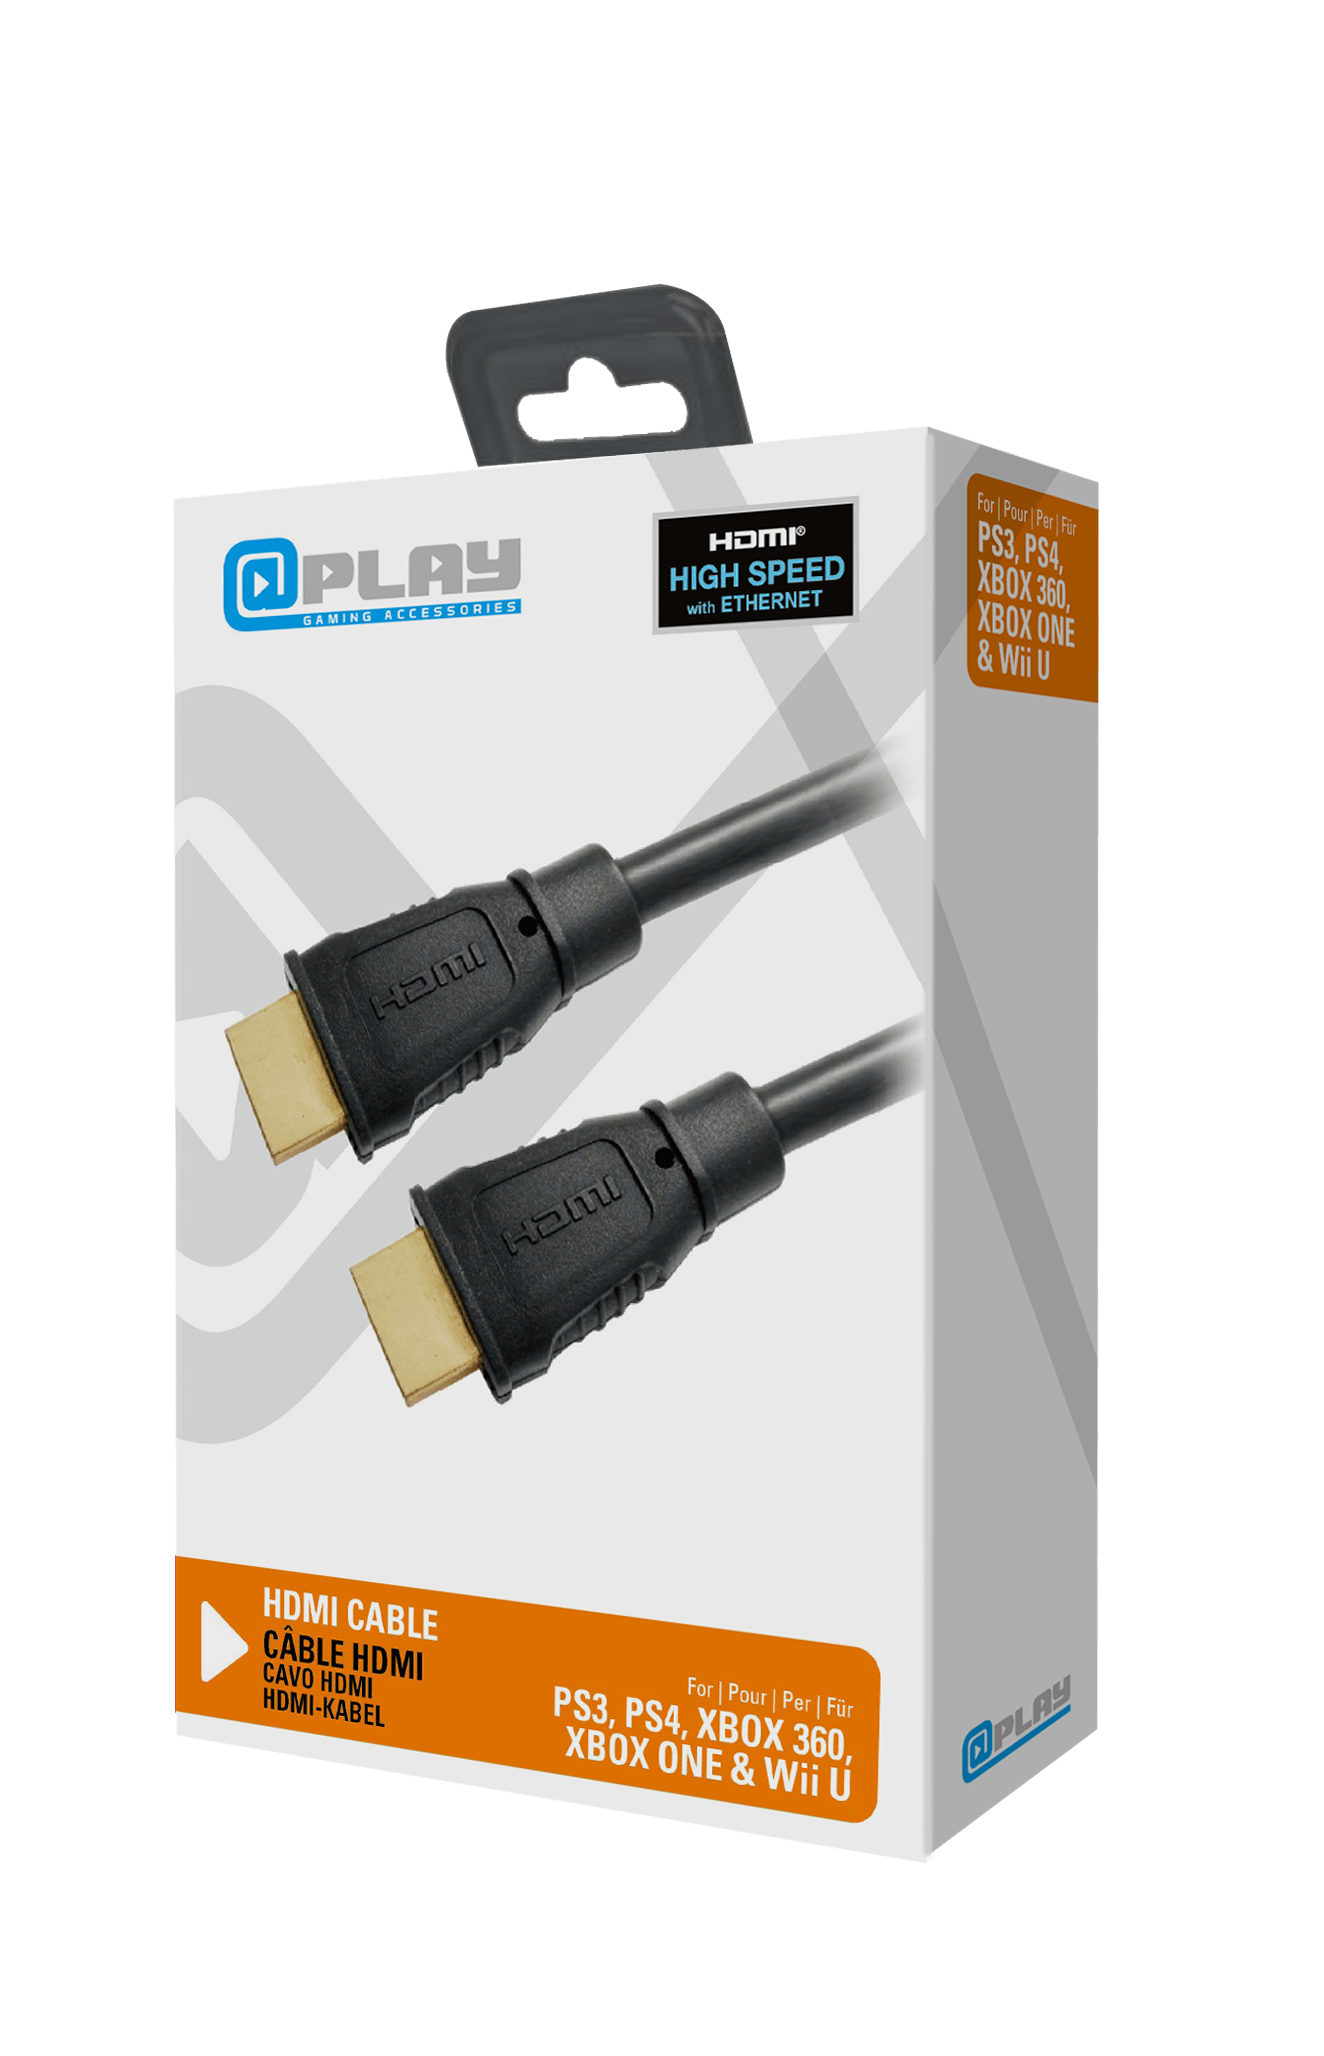 @PLAY
GAMING ACCESSORIES
HDMI®
HIGH SPEED
with ETHERNET
For | Pour | Per | Für
PS3, PS4,
XBOX 360,
XBOX ONE
& Wii U
HDMI
HDMI
HDMI CABLE
CÂBLE HDMI
CAVO HDMI
HDMI-KABEL
For | Pour | Per | Für
PS3, PS4, XBOX 360,
XBOX ONE & Wii U
@PLAY